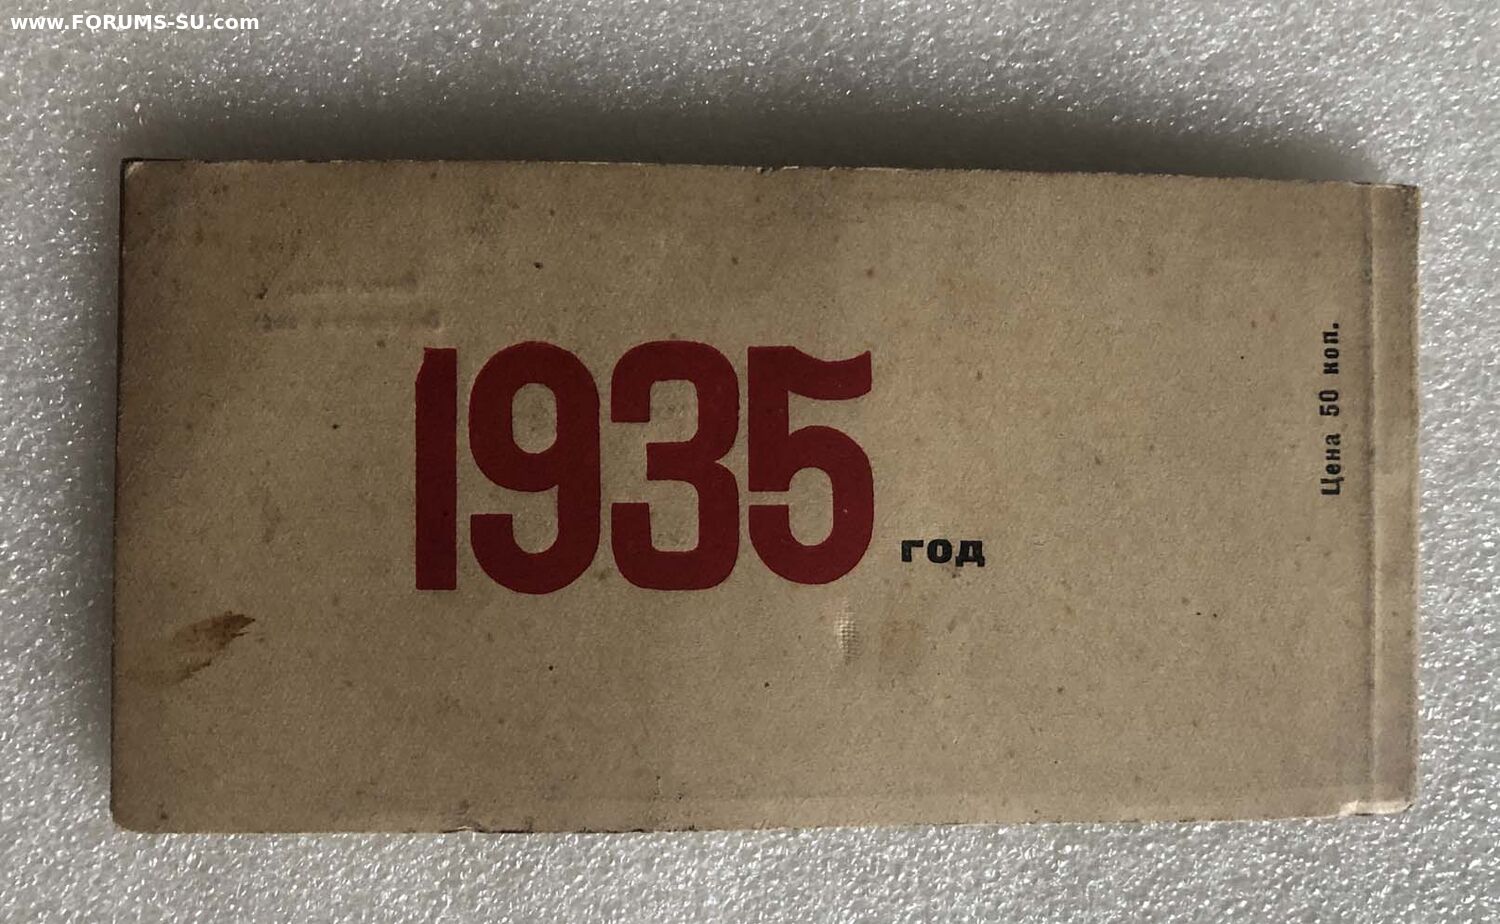 www.FORUMS-SU.com
1935 год
Цена 50 коп.